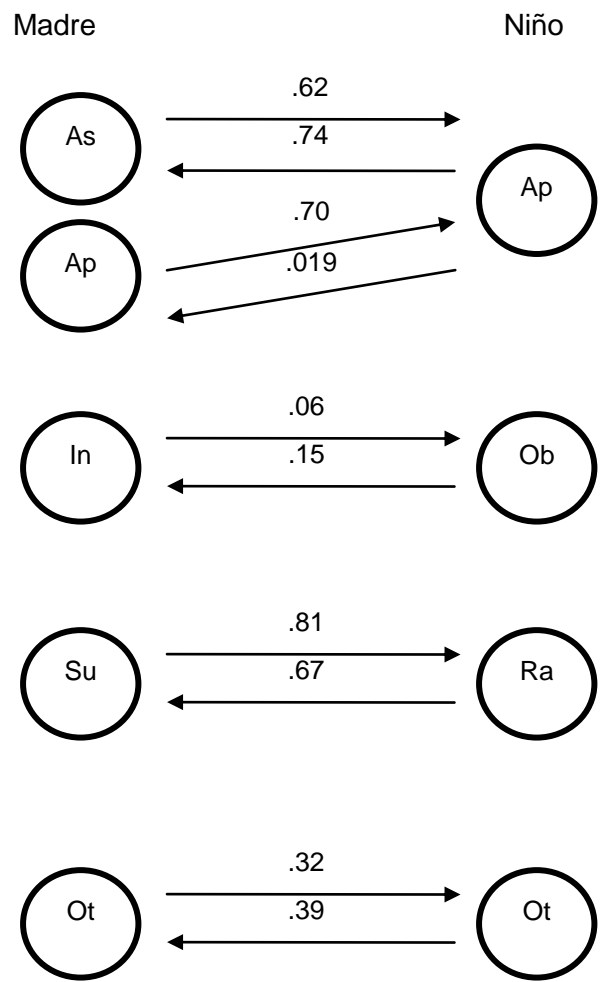 Madre Niño
.62
As
.74
Ap
.70
Ap
.019
.06
In
.15
Ob
.81
Su
.67
Ra
.32
Ot
.39
Ot